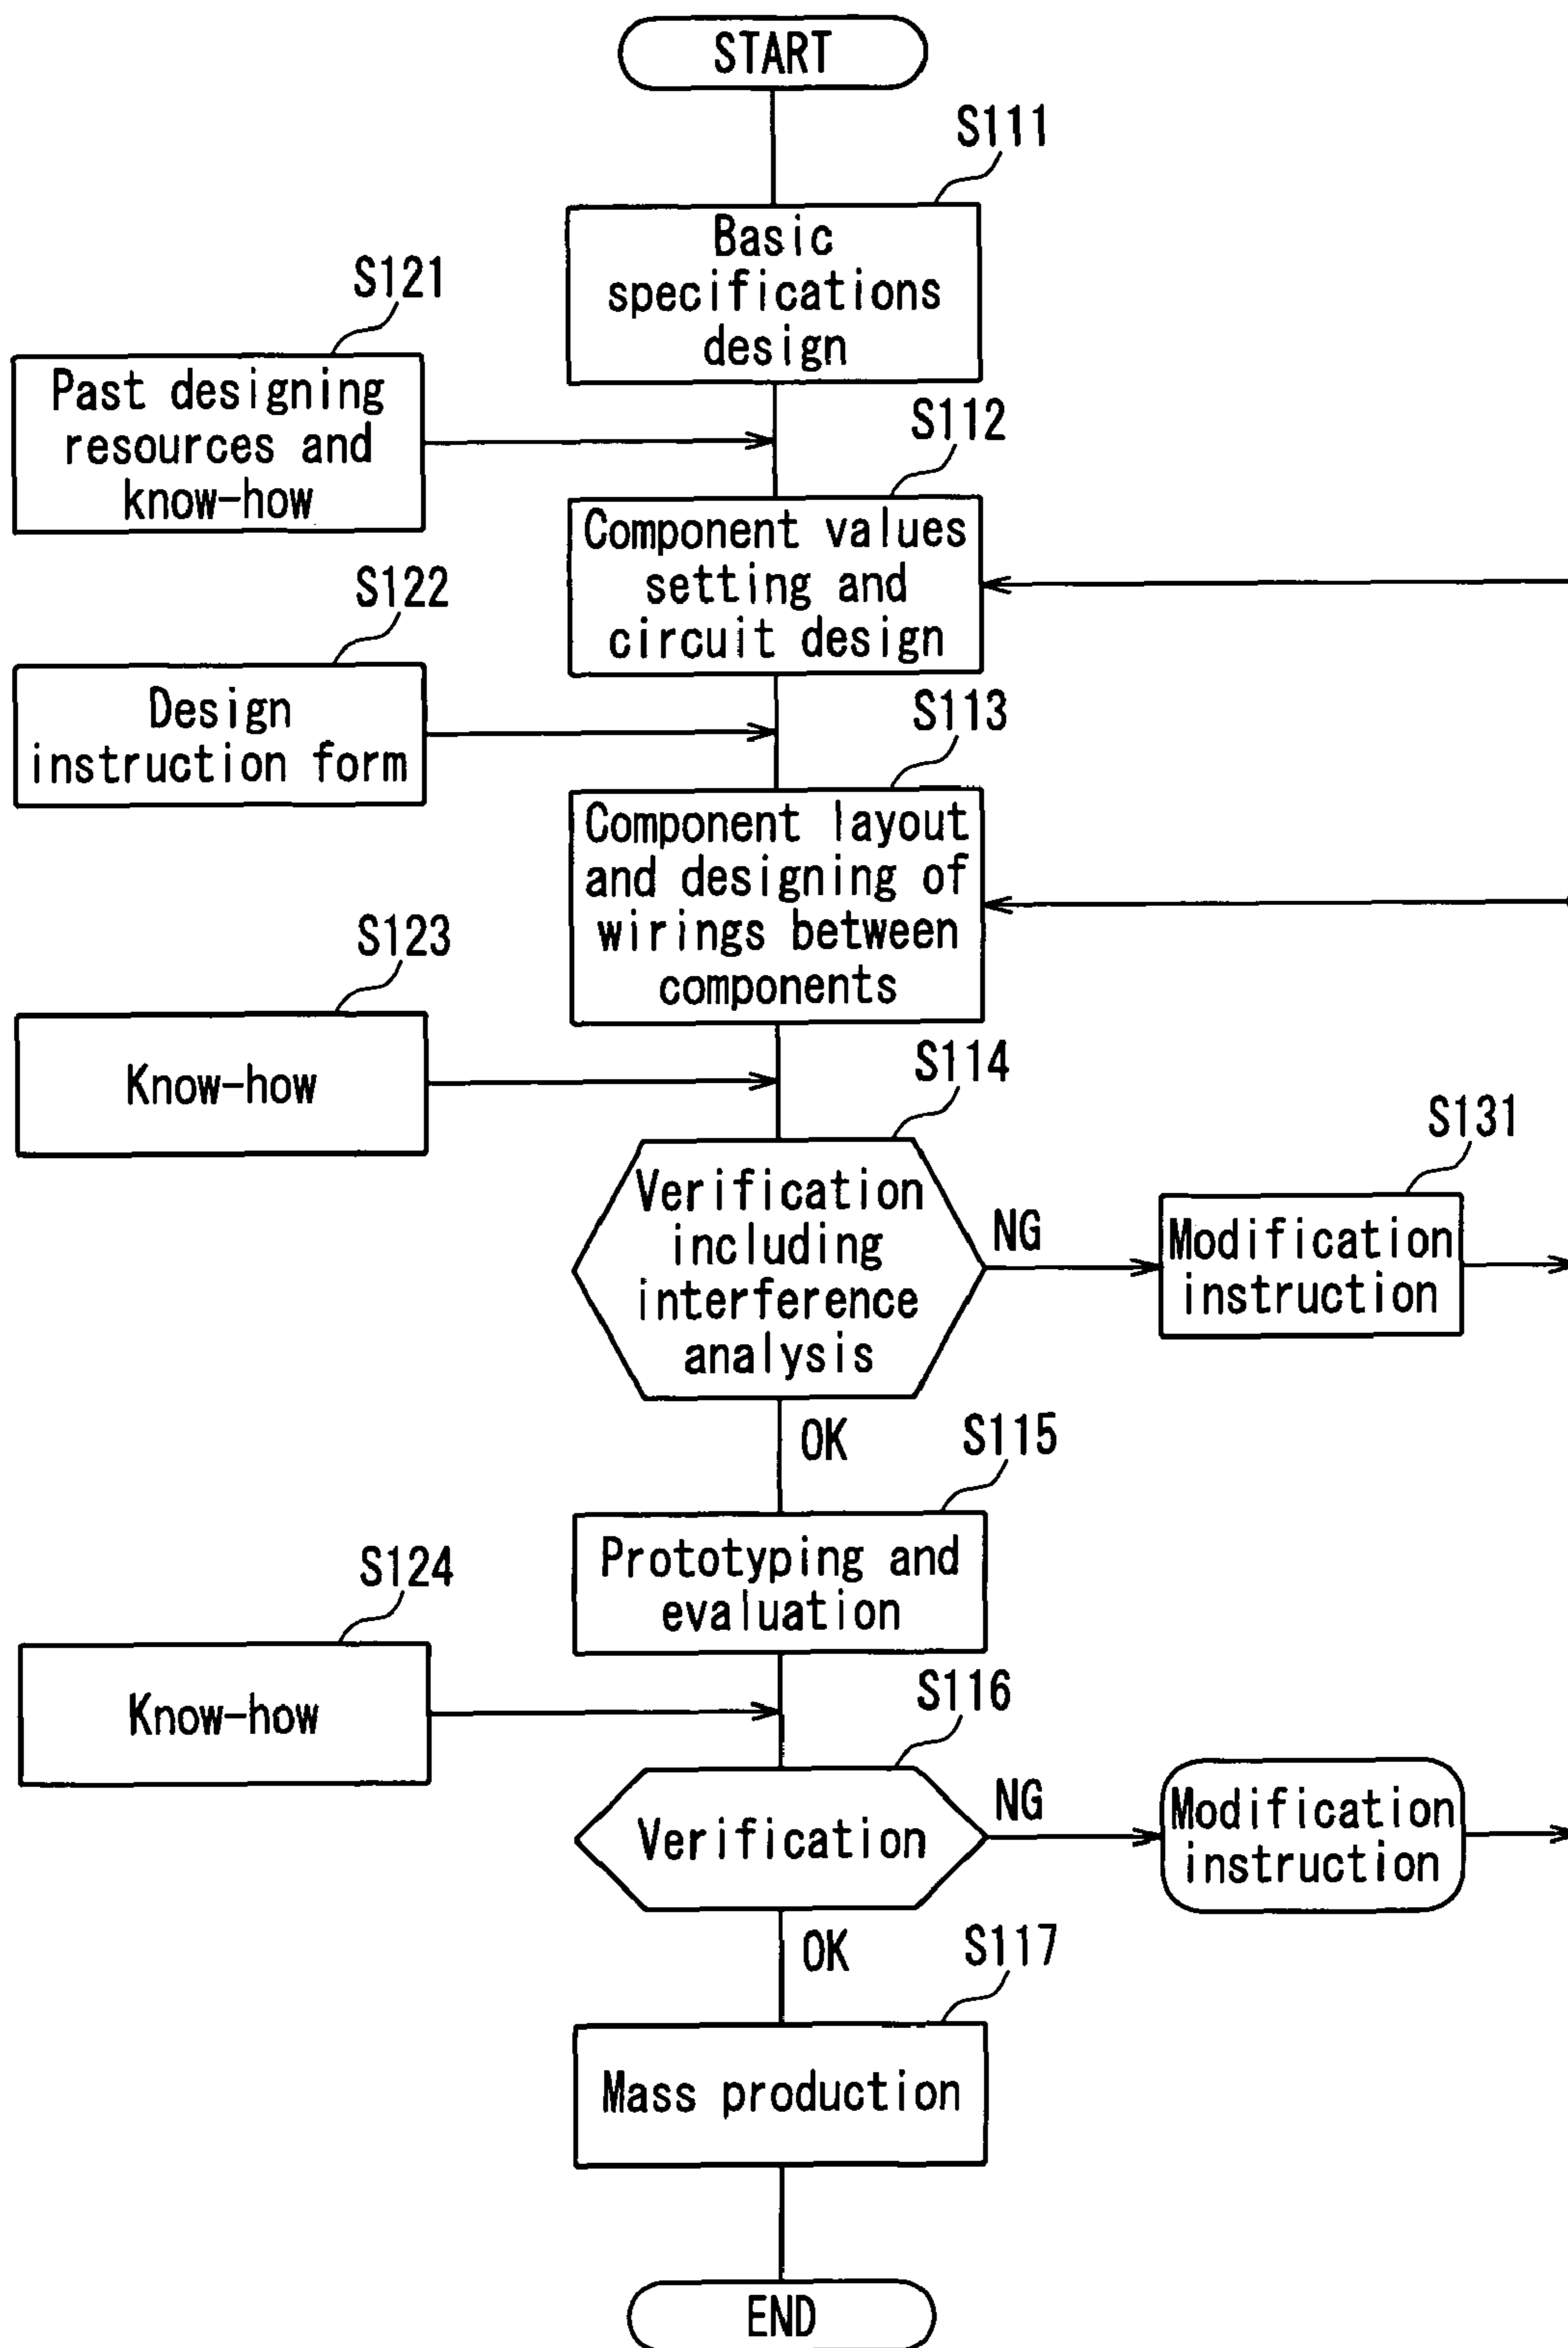 START
S111
Basic
specifications
design
S121
Past designing
resources and
know-how
S112
Component values
setting and
circuit design
S122
Design
instruction form
S113
Component layout
and designing of
wirings between
components
S123
Know-how
S114
Verification
including
interference
analysis
NG
S131
Modification
instruction
OK
S115
Prototyping and
evaluation
S124
Know-how
S116
Verification
NG
Modification
instruction
OK
S117
Mass production
END